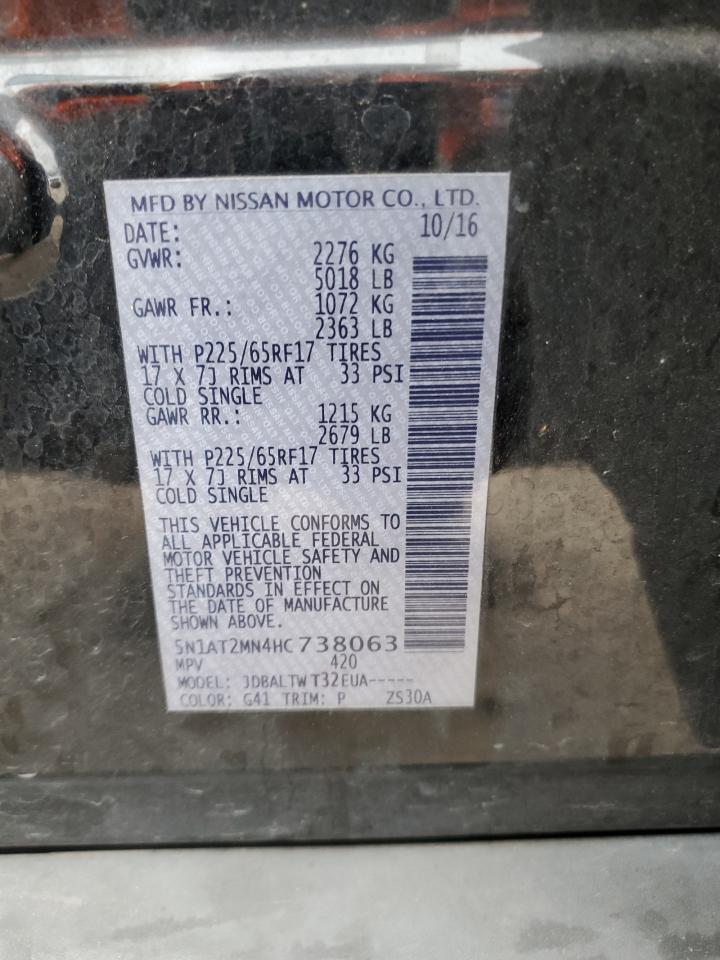 MFD BY NISSAN MOTOR CO., LTD.
DATE: 10/16
GVWR: 2276 KG
5018 LB
GAWR FR.: 1072 KG
2363 LB
WITH P225/65RF17 TIRES
17 X 7J RIMS AT 33 PSI
COLD SINGLE
GAWR RR.: 1215 KG
2679 LB
WITH P225/65RF17 TIRES
17 X 7J RIMS AT 33 PSI
COLD SINGLE
THIS VEHICLE CONFORMS TO
ALL APPLICABLE FEDERAL
MOTOR VEHICLE SAFETY AND
THEFT PREVENTION
STANDARDS IN EFFECT ON
THE DATE OF MANUFACTURE
SHOWN ABOVE.
5N1AT2MN4HC738063
MPV 420
MODEL: JDBALTWT32EUA-----
COLOR: G41 TRIM: P ZS30A